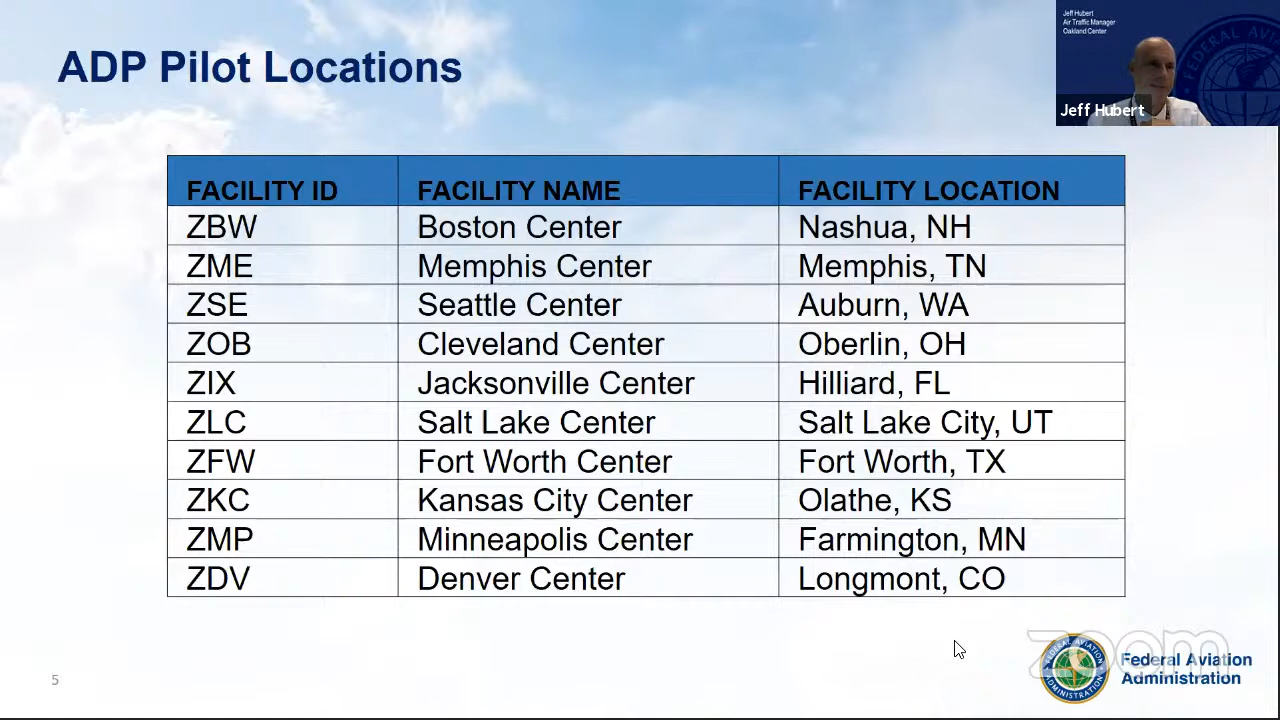 ADP Pilot Locations
Jeff Hubert
Air Traffic Manager
Oakland Center
Jeff Hubert
FACILITY ID FACILITY NAME FACILITY LOCATION
ZBW Boston Center Nashua, NH
ZME Memphis Center Memphis, TN
ZSE Seattle Center Auburn, WA
ZOB Cleveland Center Oberlin, OH
ZIX Jacksonville Center Hilliard, FL
ZLC Salt Lake Center Salt Lake City, UT
ZFW Fort Worth Center Fort Worth, TX
ZKC Kansas City Center Olathe, KS
ZMP Minneapolis Center Farmington, MN
ZDV Denver Center Longmont, CO
5
zoom
FEDERAL AVIATION
ADMINISTRATION
Federal Aviation
Administration